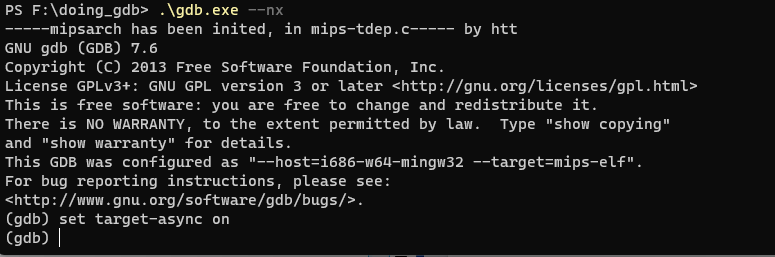 PS F:\doing_gdb> .\gdb.exe --nx
-----mipsarch has been inited, in mips-tdep.c----- by htt
GNU gdb (GDB) 7.6
Copyright (C) 2013 Free Software Foundation, Inc.
License GPLv3+: GNU GPL version 3 or later <http://gnu.org/licenses/gpl.html>
This is free software: you are free to change and redistribute it.
There is NO WARRANTY, to the extent permitted by law.  Type "show copying"
and "show warranty" for details.
This GDB was configured as "--host=i686-w64-mingw32 --target=mips-elf".
For bug reporting instructions, please see:
<http://www.gnu.org/software/gdb/bugs/>.
(gdb) set target-async on
(gdb)